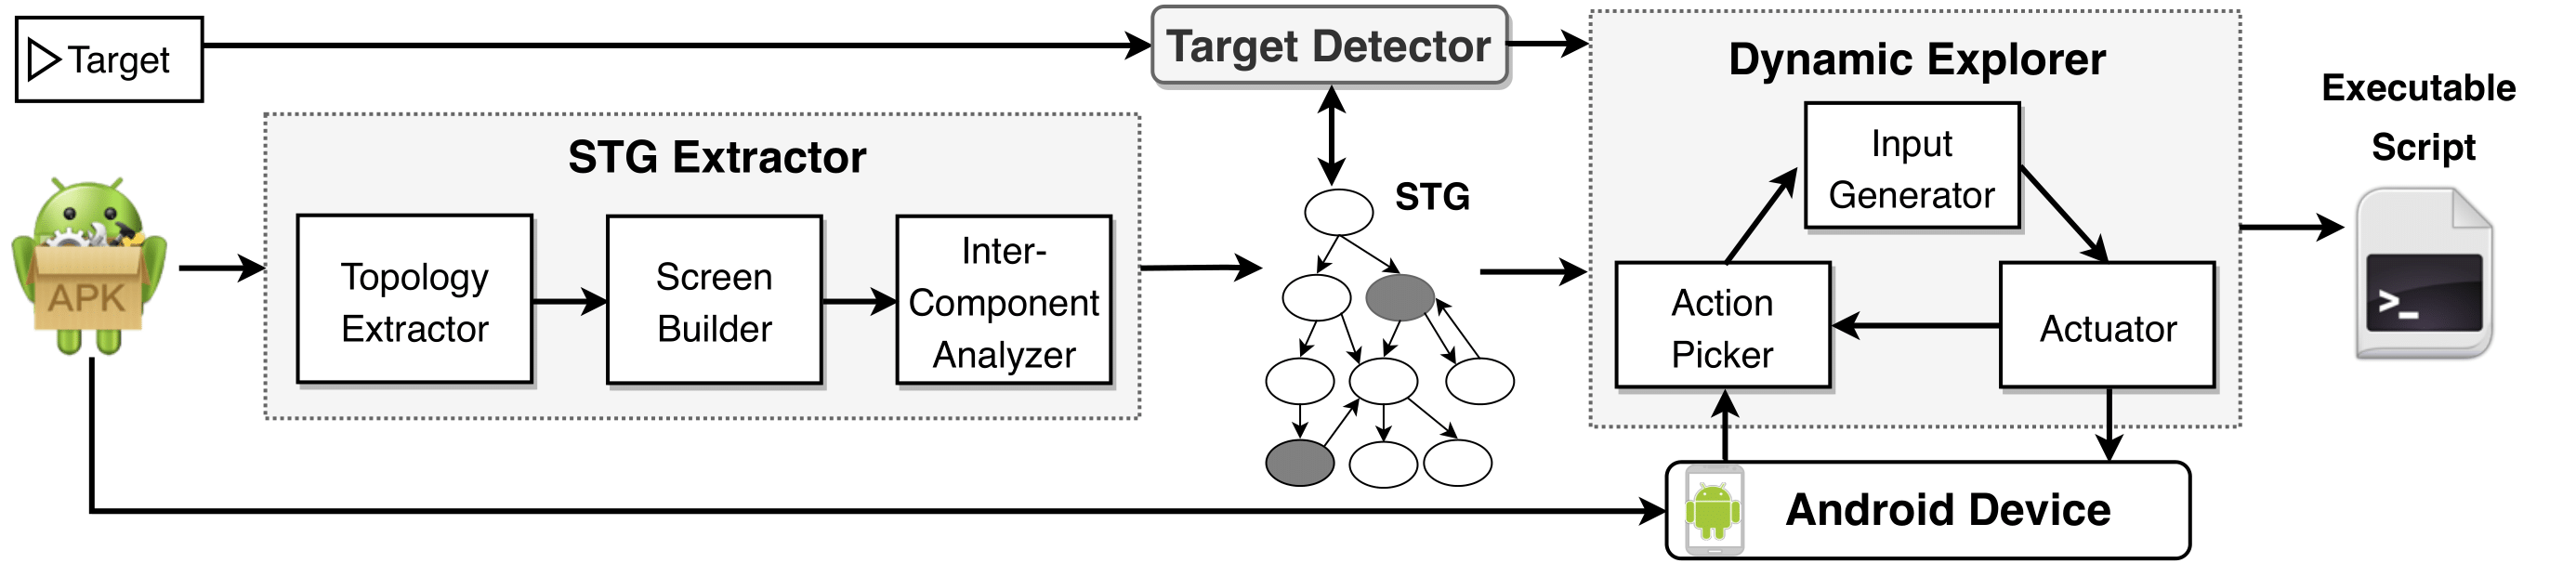 Target
Target Detector
STG Extractor
APK
Topology
Extractor
Screen
Builder
Inter-
Component
Analyzer
STG
Dynamic Explorer
Input
Generator
Action
Picker
Actuator
Android Device
Executable
Script
>_